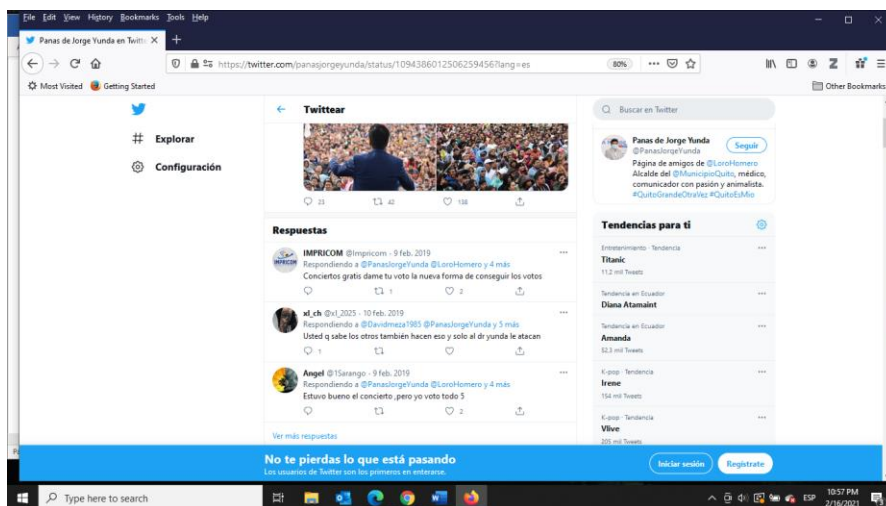 File Edit View History Bookmarks Tools Help
Panas de Jorge Yunda en Twitte
https://twitter.com/panasjorgeyunda/status/1094386012506259456?lang=es
80%
Most Visited Getting Started
Other Bookmarks
Explorar
Configuración
Twittear
23 42 158
Respuestas
IMPRICOM @Impricom · 9 feb. 2019
Respondiendo a @PanasJorgeYunda @LoroHomero y 4 más
Conciertos gratis dame tu voto la nueva forma de conseguir los votos
1 2
xl_ch @xl_2025 · 10 feb. 2019
Respondiendo a @Davidmeza1985 @PanasJorgeYunda y 5 más
Usted q sabe los otros también hacen eso y solo al dr yunda le atacan
1
Angel @1Sarango · 9 feb. 2019
Respondiendo a @PanasJorgeYunda @LoroHomero y 4 más
Estuvo bueno el concierto ,pero yo voto todo 5
2
Ver más respuestas
Buscar en Twitter
Panas de Jorge Yunda
@PanasJorgeYunda
Seguir
Página de amigos de @LoroHomero
Alcalde del @MunicipioQuito, médico,
comunicador con pasión y animalista.
#QuitoGrandeOtraVez #QuitoEsMio
Tendencias para ti
Entretenimiento · Tendencia
Titanic
11,2 mil Tweets
Tendencia en Ecuador
Diana Atamaint
Tendencia en Ecuador
Amanda
52,3 mil Tweets
K-pop · Tendencia
Irene
154 mil Tweets
K-pop · Tendencia
Vlive
205 mil Tweets
No te pierdas lo que está pasando
Los usuarios de Twitter son los primeros en enterarse.
Iniciar sesión
Regístrate
Type here to search
ESP
10:57 PM
2/16/2021